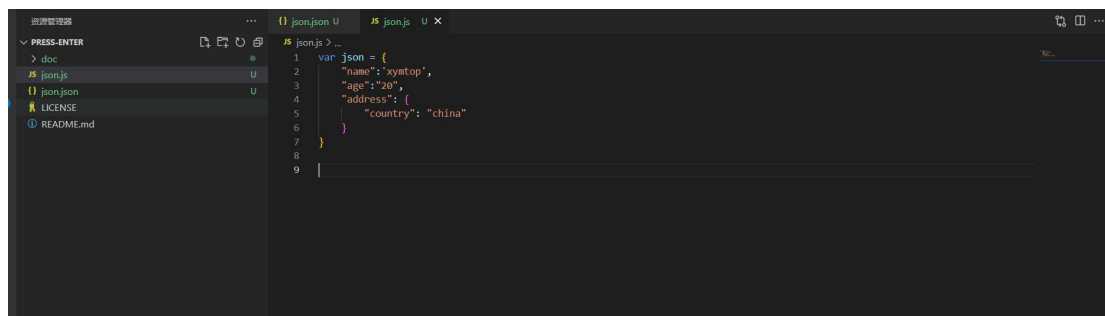 资源管理器
PRESS-ENTER
doc
JS json.js U
{} json.json U
LICENSE
README.md
{} json.json U JS json.js U
JS json.js > ...
1 var json = {
2 "name":'xymtop',
3 "age":"20",
4 "address": {
5 "country": "china"
6 }
7 }
8
9